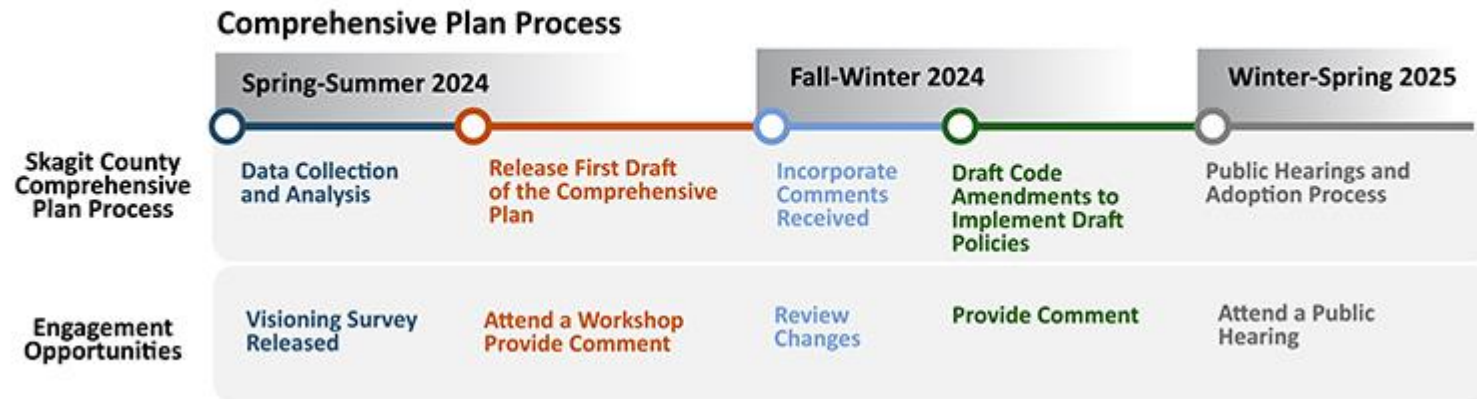 Comprehensive Plan Process
Spring-Summer 2024
Fall-Winter 2024
Winter-Spring 2025
Skagit County
Comprehensive
Plan Process
Data Collection
and Analysis
Release First Draft
of the Comprehensive
Plan
Incorporate
Comments
Received
Draft Code
Amendments to
Implement Draft
Policies
Public Hearings and
Adoption Process
Engagement
Opportunities
Visioning Survey
Released
Attend a Workshop
Provide Comment
Review
Changes
Provide Comment
Attend a Public
Hearing